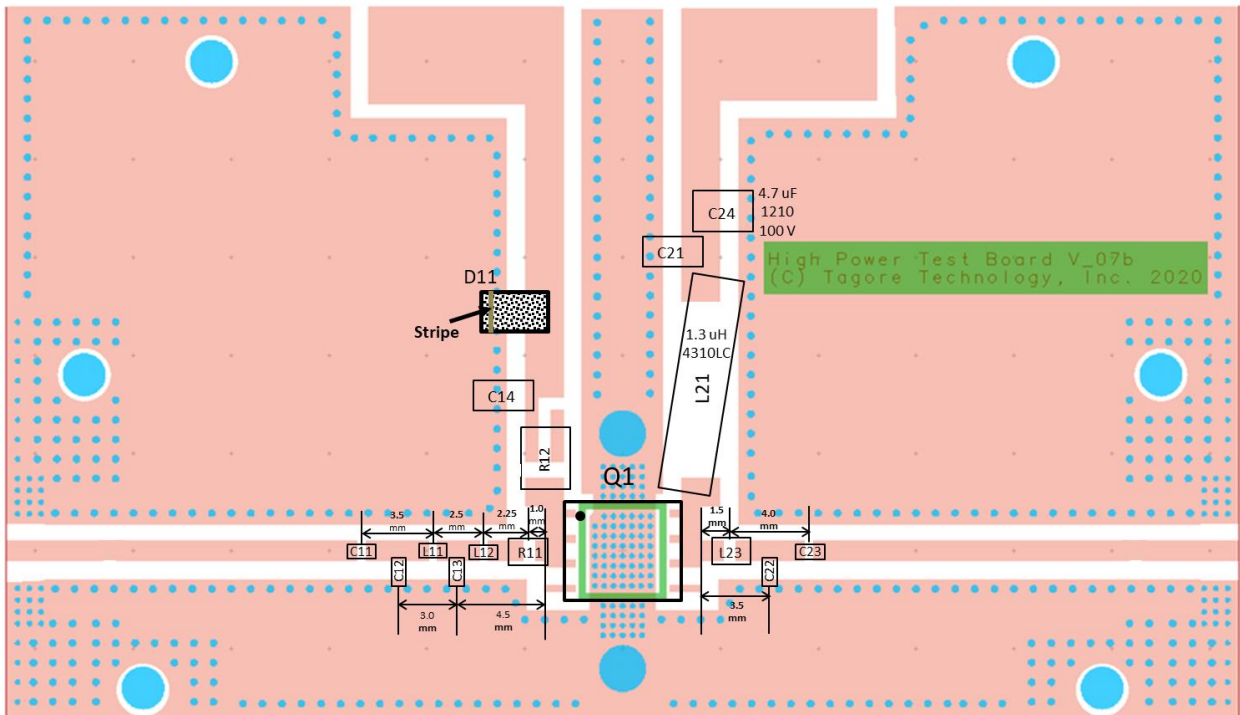 4.7 uF
1210
100 V
C24
C21
High Power Test Board V_07b
(C) Tagore Technology, Inc. 2020
D11
Stripe
1.3 uH
4310LC
L21
C14
R12
Q1
3.5
mm
2.5
mm
2.25
mm
1.0
mm
1.5
mm
4.0
mm
C11
L11
L12
R11
L23
C23
C12
C13
C22
3.0
mm
4.5
mm
3.5
mm